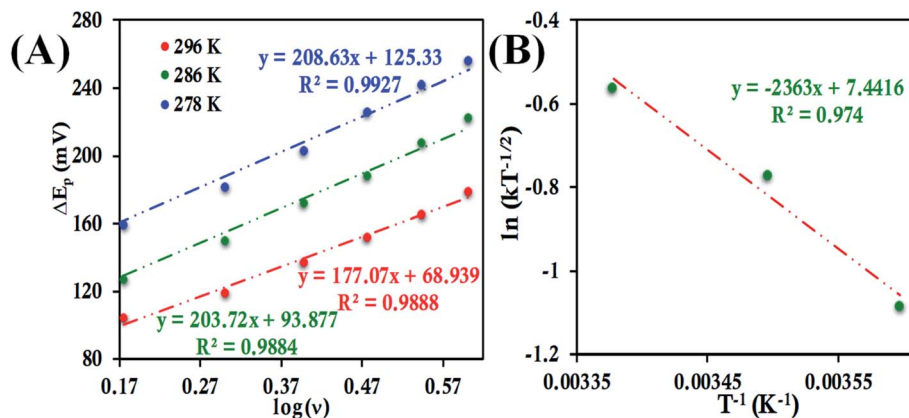 (A)
296 K
286 K
278 K
y = 208.63x + 125.33
R² = 0.9927
y = 177.07x + 68.939
R² = 0.9888
y = 203.72x + 93.877
R² = 0.9884
ΔEp (mV)
280
240
200
160
120
80
0.17 0.27 0.37 0.47 0.57
log(ν)
(B)
y = -2363x + 7.4416
R² = 0.974
ln (kT⁻¹/²)
-0.4
-0.6
-0.8
-1
-1.2
0.00335 0.00345 0.00355
T⁻¹ (K⁻¹)